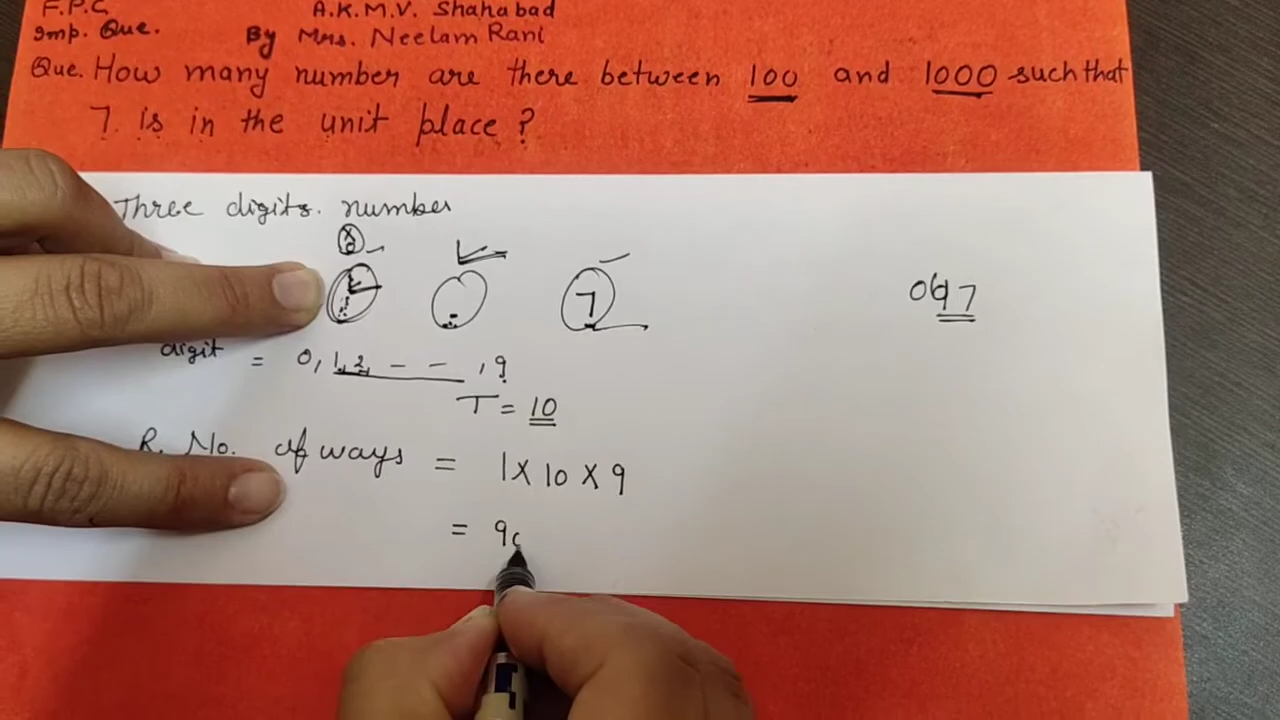 F.P.C A.K.M.V. Shahabad
Imp. Que. By Mrs. Neelam Rani
Que. How many number are there between 100 and 1000 such that
7 is in the unit place ?
Three digits. number
7
digit = 0, 1, 2, - - , 9
T = 10
R. No. of ways = 1 X 10 X 9
= 90